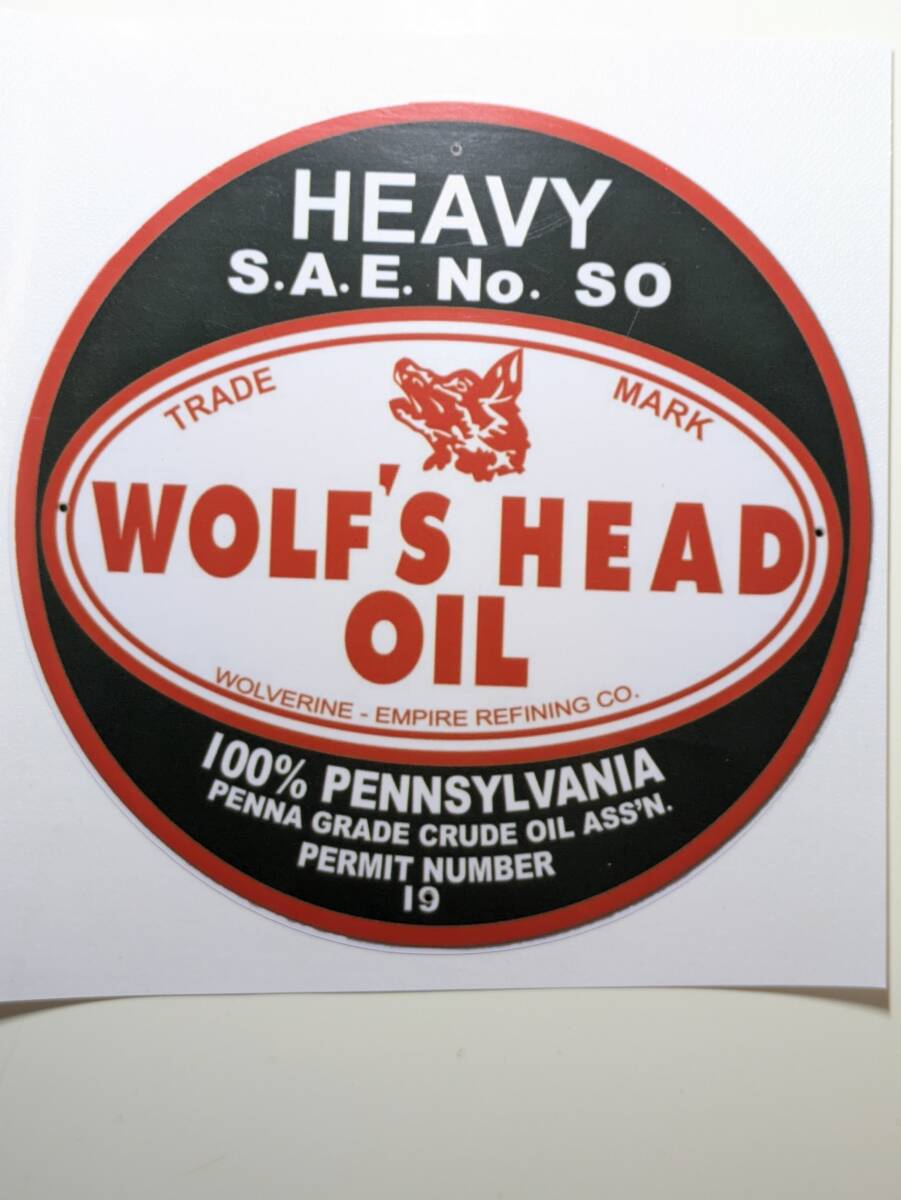 HEAVY
S.A.E. No. SO
TRADE MARK
WOLF'S HEAD
OIL
WOLVERINE - EMPIRE REFINING CO.
100% PENNSYLVANIA
PENNA GRADE CRUDE OIL ASS'N.
PERMIT NUMBER
19